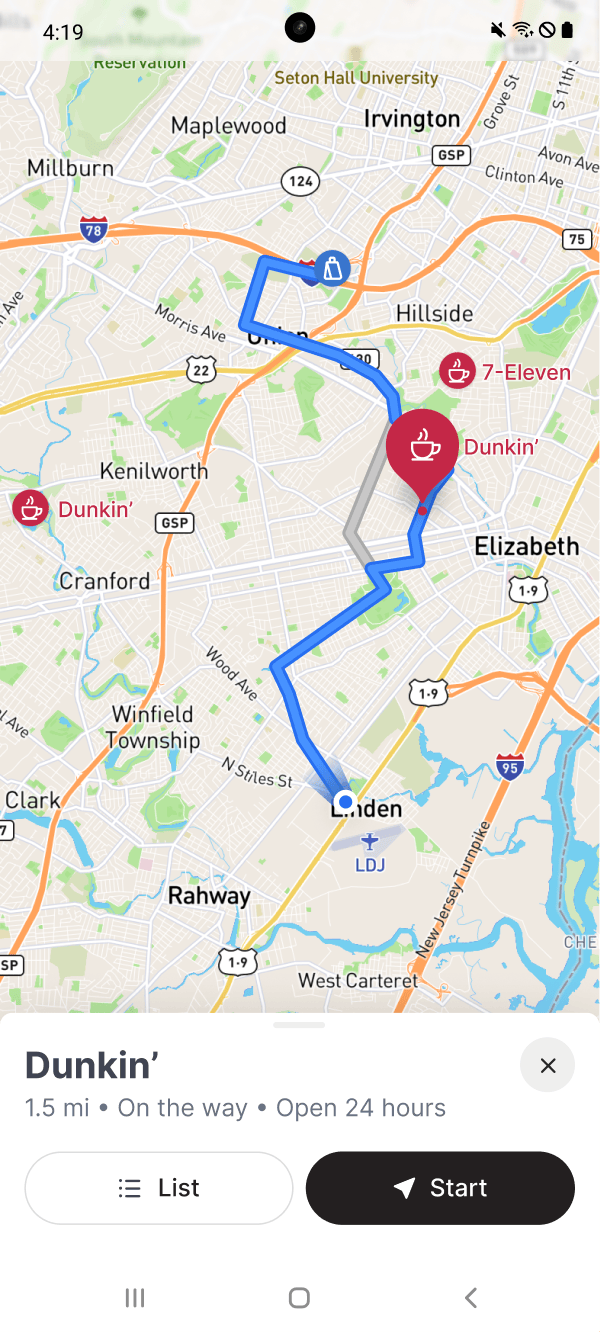 4:19
South Mountain
Reservation
Seton Hall University
Grove St
S 11th S
Irvington
Maplewood
GSP
Avon Ave
Clinton Ave
Millburn
124
78
75
Hillside
Morris Ave
Union
22
7-Eleven
Dunkin’
Kenilworth
Dunkin’
GSP
Elizabeth
Cranford
1·9
Wood Ave
1·9
Winfield
Township
N Stiles St
95
Clark
Linden
LDJ
New Jersey Turnpike
Rahway
CHE
1·9
SP
West Carteret
Dunkin’
1.5 mi • On the way • Open 24 hours
List
Start